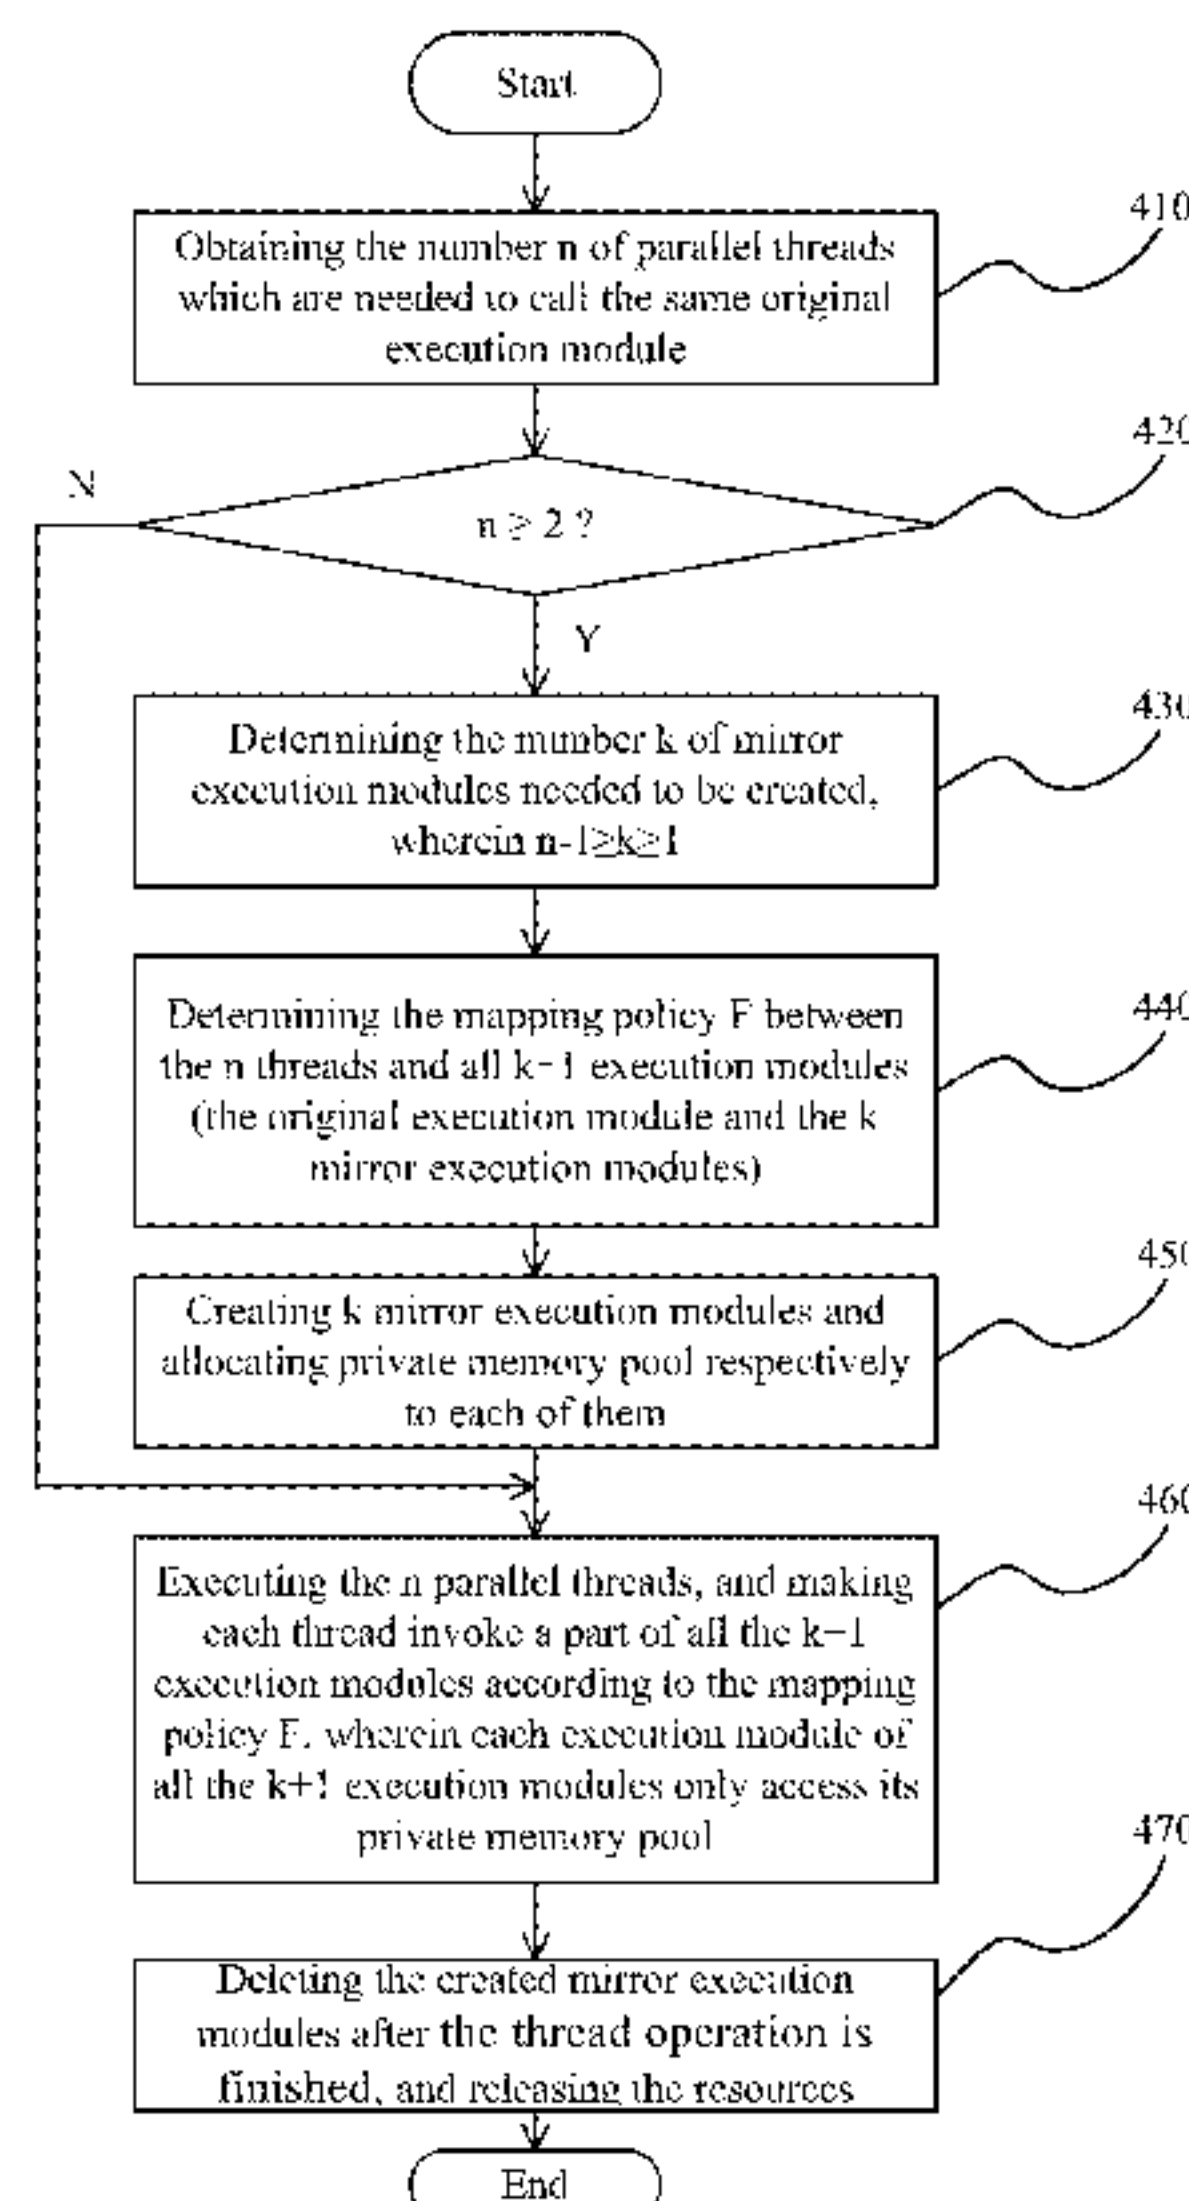 Start
410
Obtaining the number n of parallel threads
which are needed to call the same original
execution module
420
N
n ≥ 2 ?
Y
430
Determining the number k of mirror
execution modules needed to be created,
wherein n-1≥k≥1
440
Determining the mapping policy F between
the n threads and all k+1 execution modules
(the original execution module and the k
mirror execution modules)
450
Creating k mirror execution modules and
allocating private memory pool respectively
to each of them
460
Executing the n parallel threads, and making
each thread invoke a part of all the k+1
execution modules according to the mapping
policy F, wherein each execution module of
all the k+1 execution modules only access its
private memory pool
470
Deleting the created mirror execution
modules after the thread operation is
finished, and releasing the resources
End